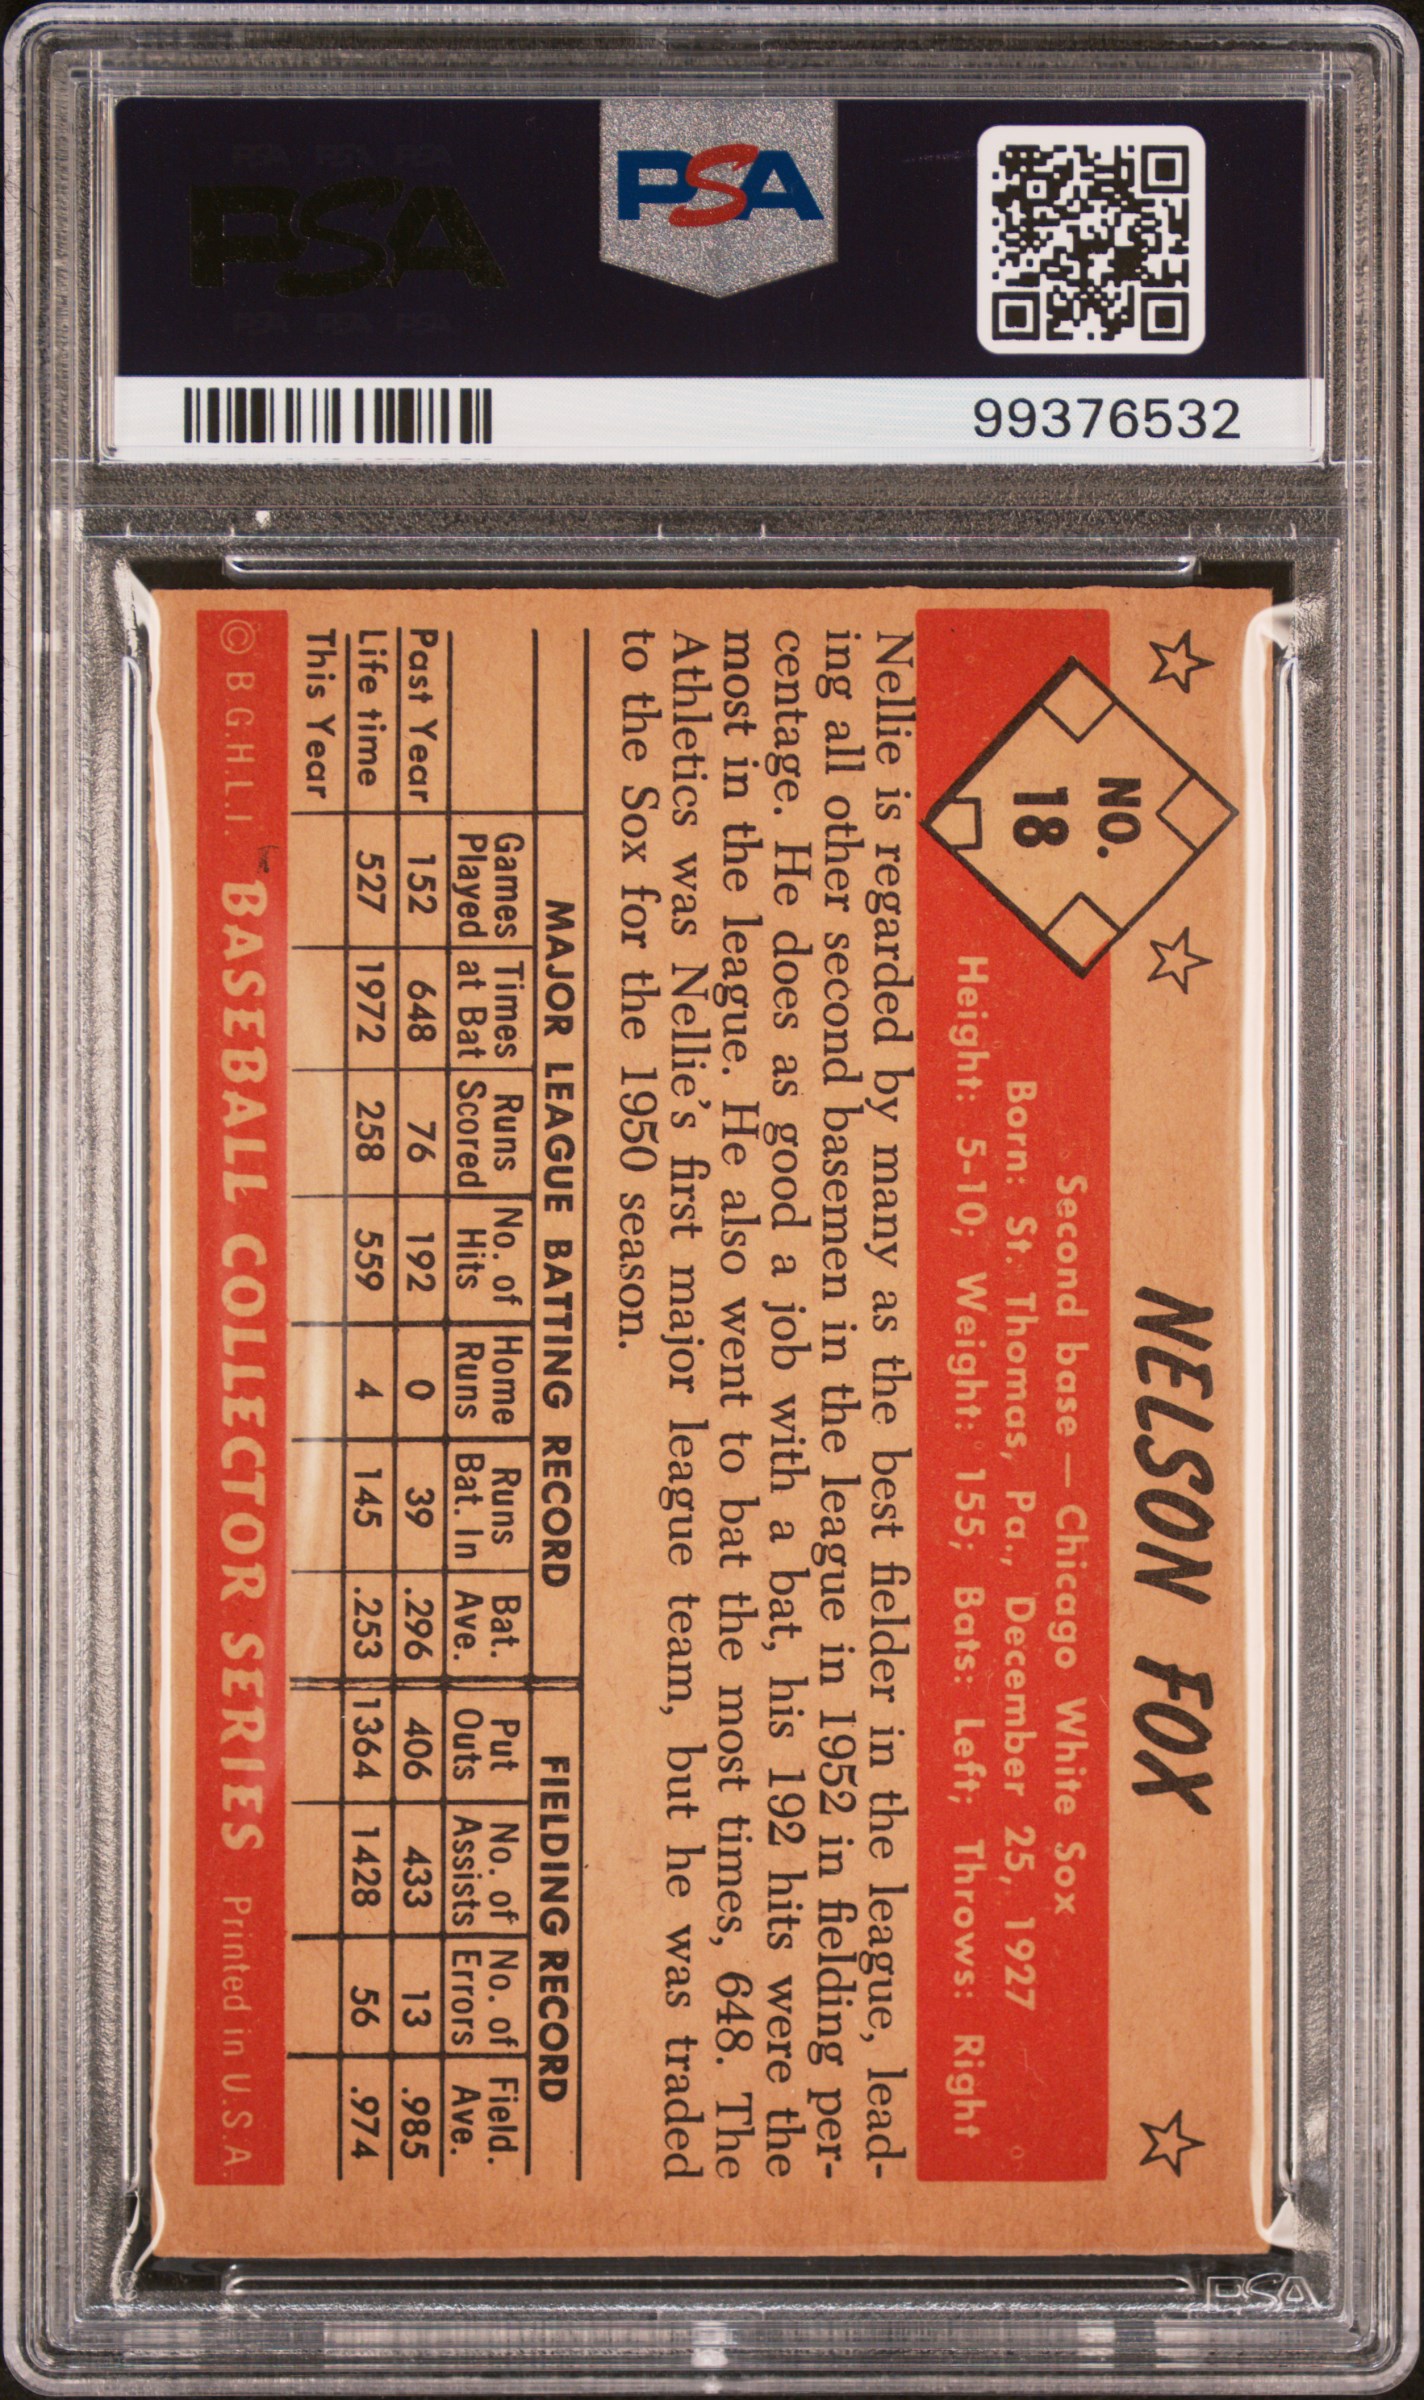 PSA PSA PSA
PSA
PSA PSA PSA
PSA
99376532
NELSON FOX
NO.
18
Second base — Chicago White Sox
Born: St. Thomas, Pa., December 25, 1927
Height: 5-10; Weight: 155; Bats: Left; Throws: Right
Nellie is regarded by many as the best fielder in the league, lead-
ing all other second basemen in the league in 1952 in fielding per-
centage. He does as good a job with a bat, his 192 hits were the
most in the league. He also went to bat the most times, 648. The
Athletics was Nellie's first major league team, but he was traded
to the Sox for the 1950 season.
MAJOR LEAGUE BATTING RECORD FIELDING RECORD
Games Times Runs No. of Home Runs Bat. Put No. of No. of Field.
Played at Bat Scored Hits Runs Bat. In Ave. Outs Assists Errors Ave.
Past Year 152 648 76 192 0 39 .296 406 433 13 .985
Life time 527 1972 258 559 4 145 .253 1364 1428 56 .974
This Year
© B.G.H.L.I. BASEBALL COLLECTOR SERIES Printed in U.S.A.
PSA